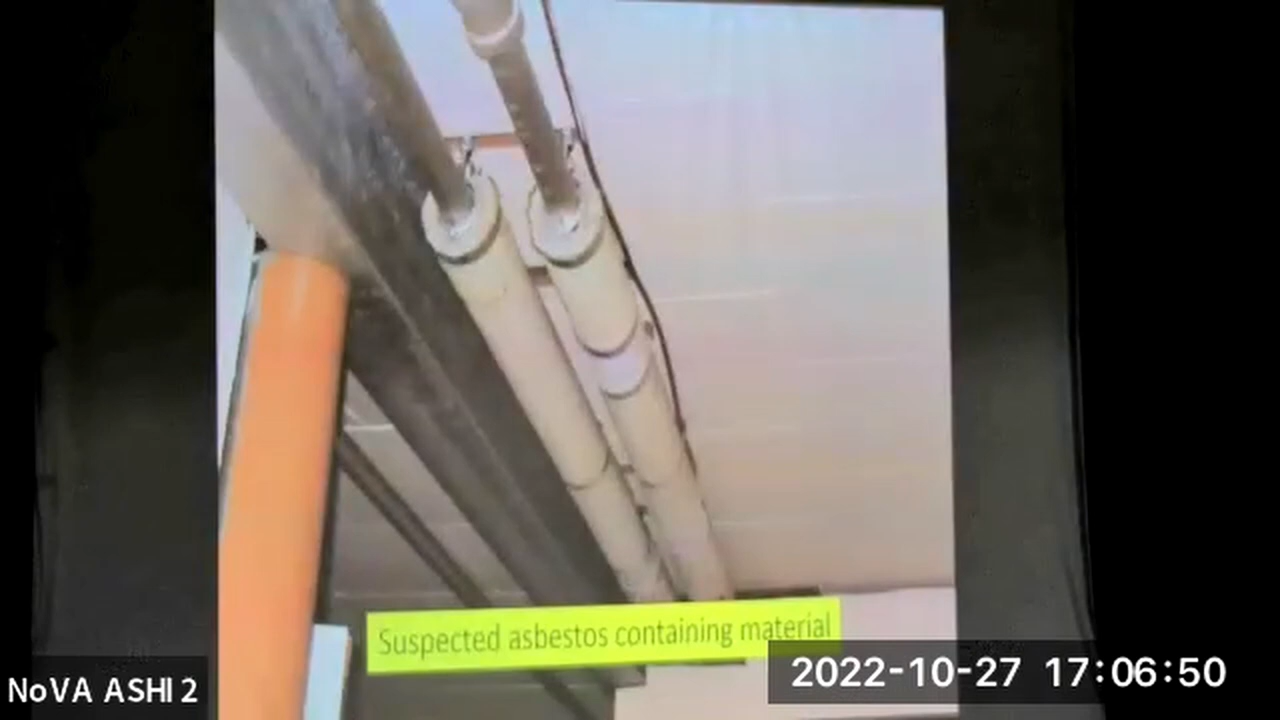 Suspected asbestos containing material
NoVA ASHI 2
2022-10-27 17:06:50